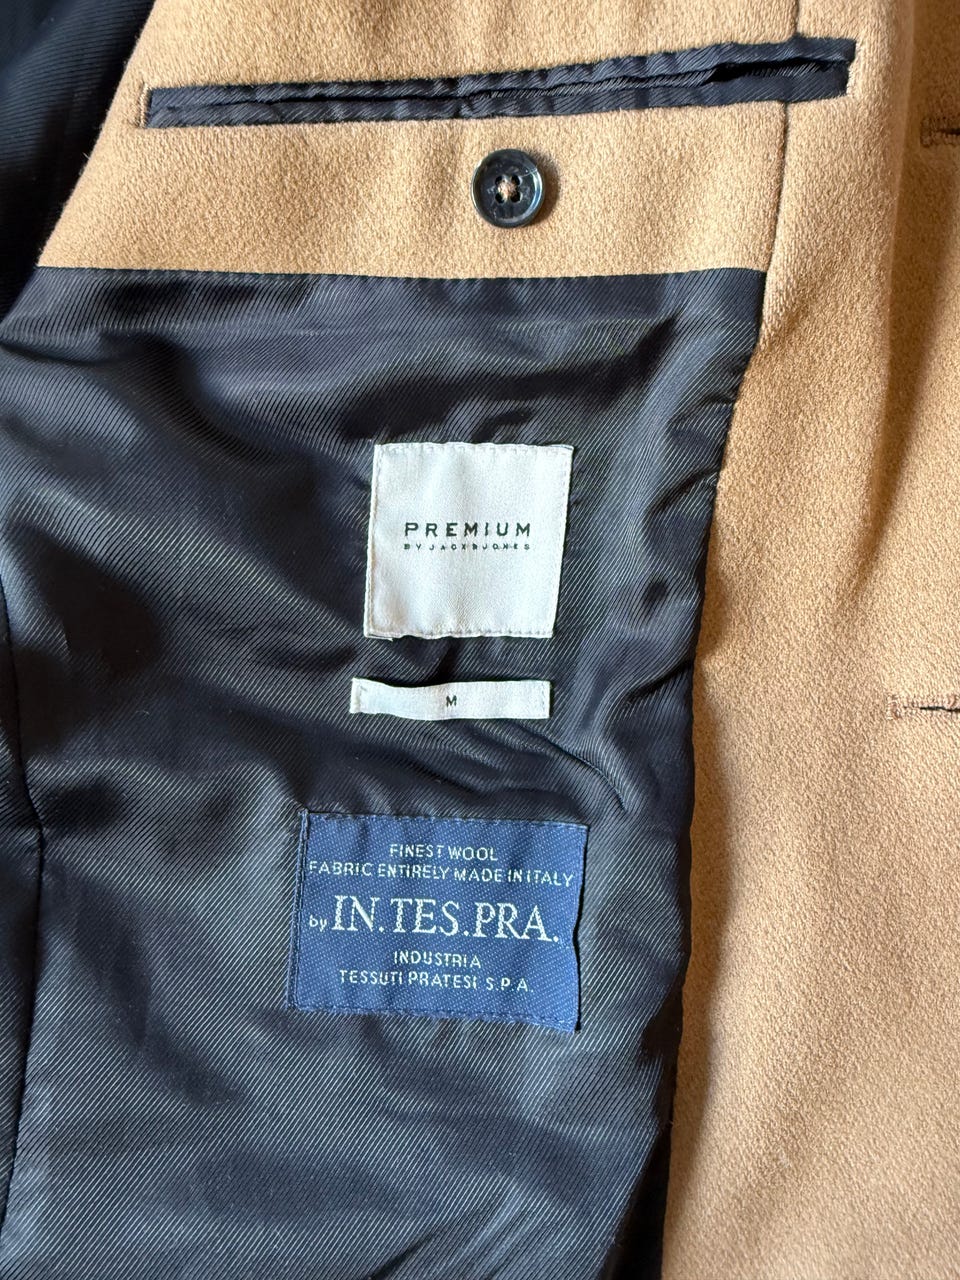 PREMIUM
BY JACK&JONES
M
FINEST WOOL
FABRIC ENTIRELY MADE IN ITALY
by IN.TES.PRA.
INDUSTRIA
TESSUTI PRATESI S.P.A.